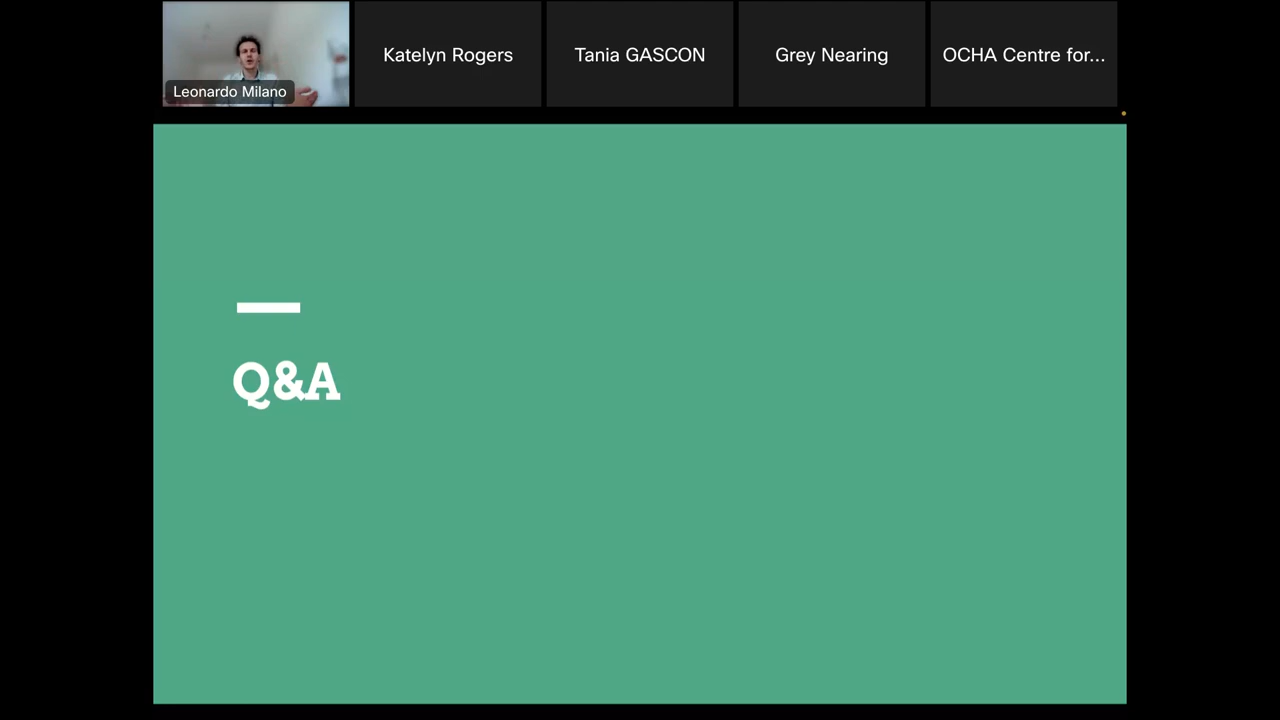 Leonardo Milano
Katelyn Rogers
Tania GASCON
Grey Nearing
OCHA Centre for...
Q&A